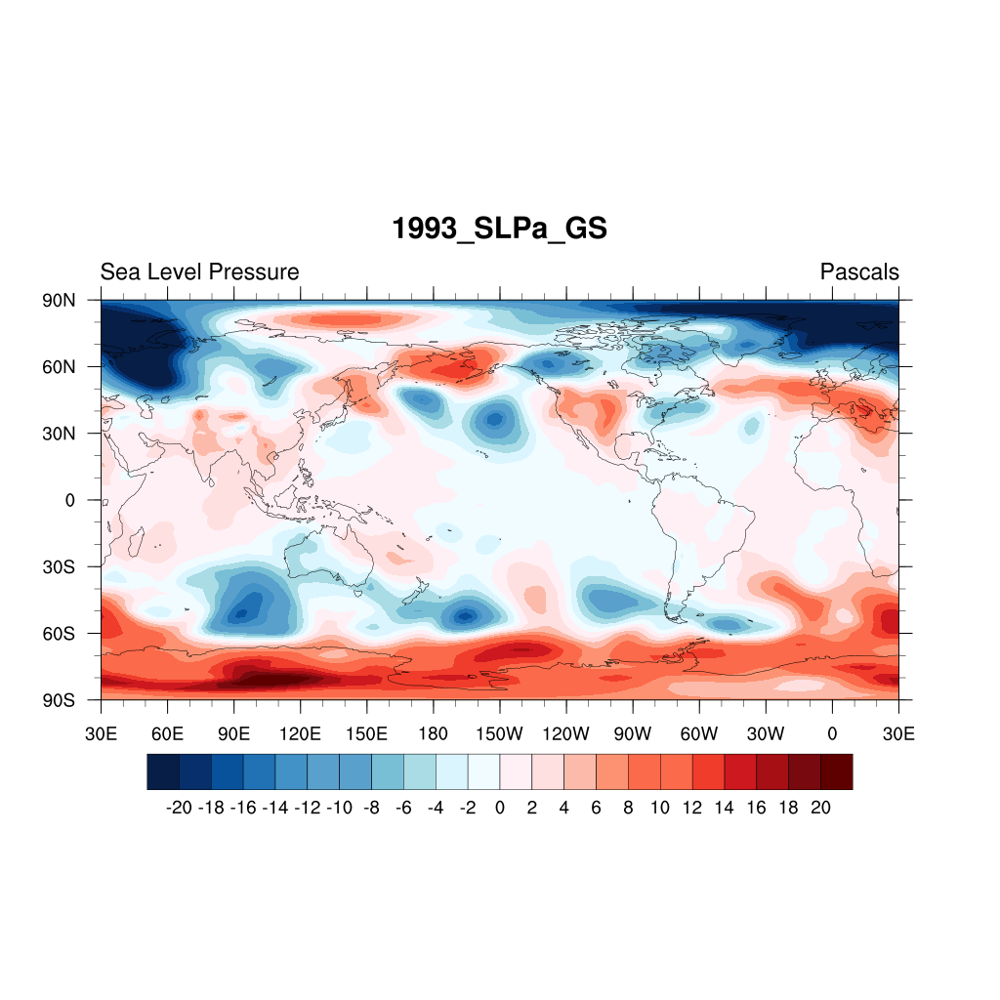 1993_SLPa_GS
Sea Level Pressure Pascals
90N
60N
30N
0
30S
60S
90S
30E 60E 90E 120E 150E 180 150W 120W 90W 60W 30W 0 30E
-20 -18 -16 -14 -12 -10 -8 -6 -4 -2 0 2 4 6 8 10 12 14 16 18 20